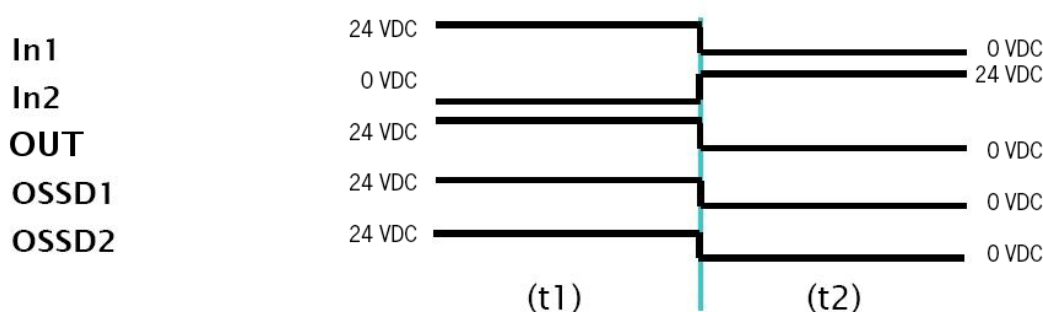 In1 24 VDC 0 VDC
In2 0 VDC 24 VDC
OUT 24 VDC 0 VDC
OSSD1 24 VDC 0 VDC
OSSD2 24 VDC 0 VDC
(t1) (t2)